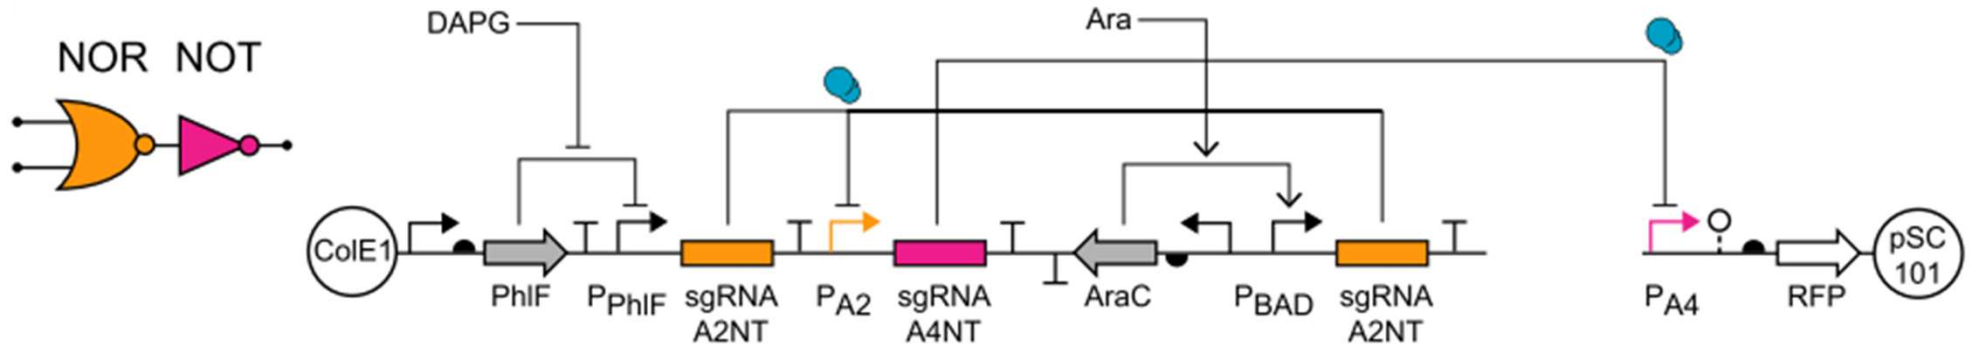 NOR NOT
DAPG
Ara
ColE1
PhlF
PPhlF
sgRNA
A2NT
PA2
sgRNA
A4NT
AraC
PBAD
sgRNA
A2NT
PA4
RFP
pSC
101